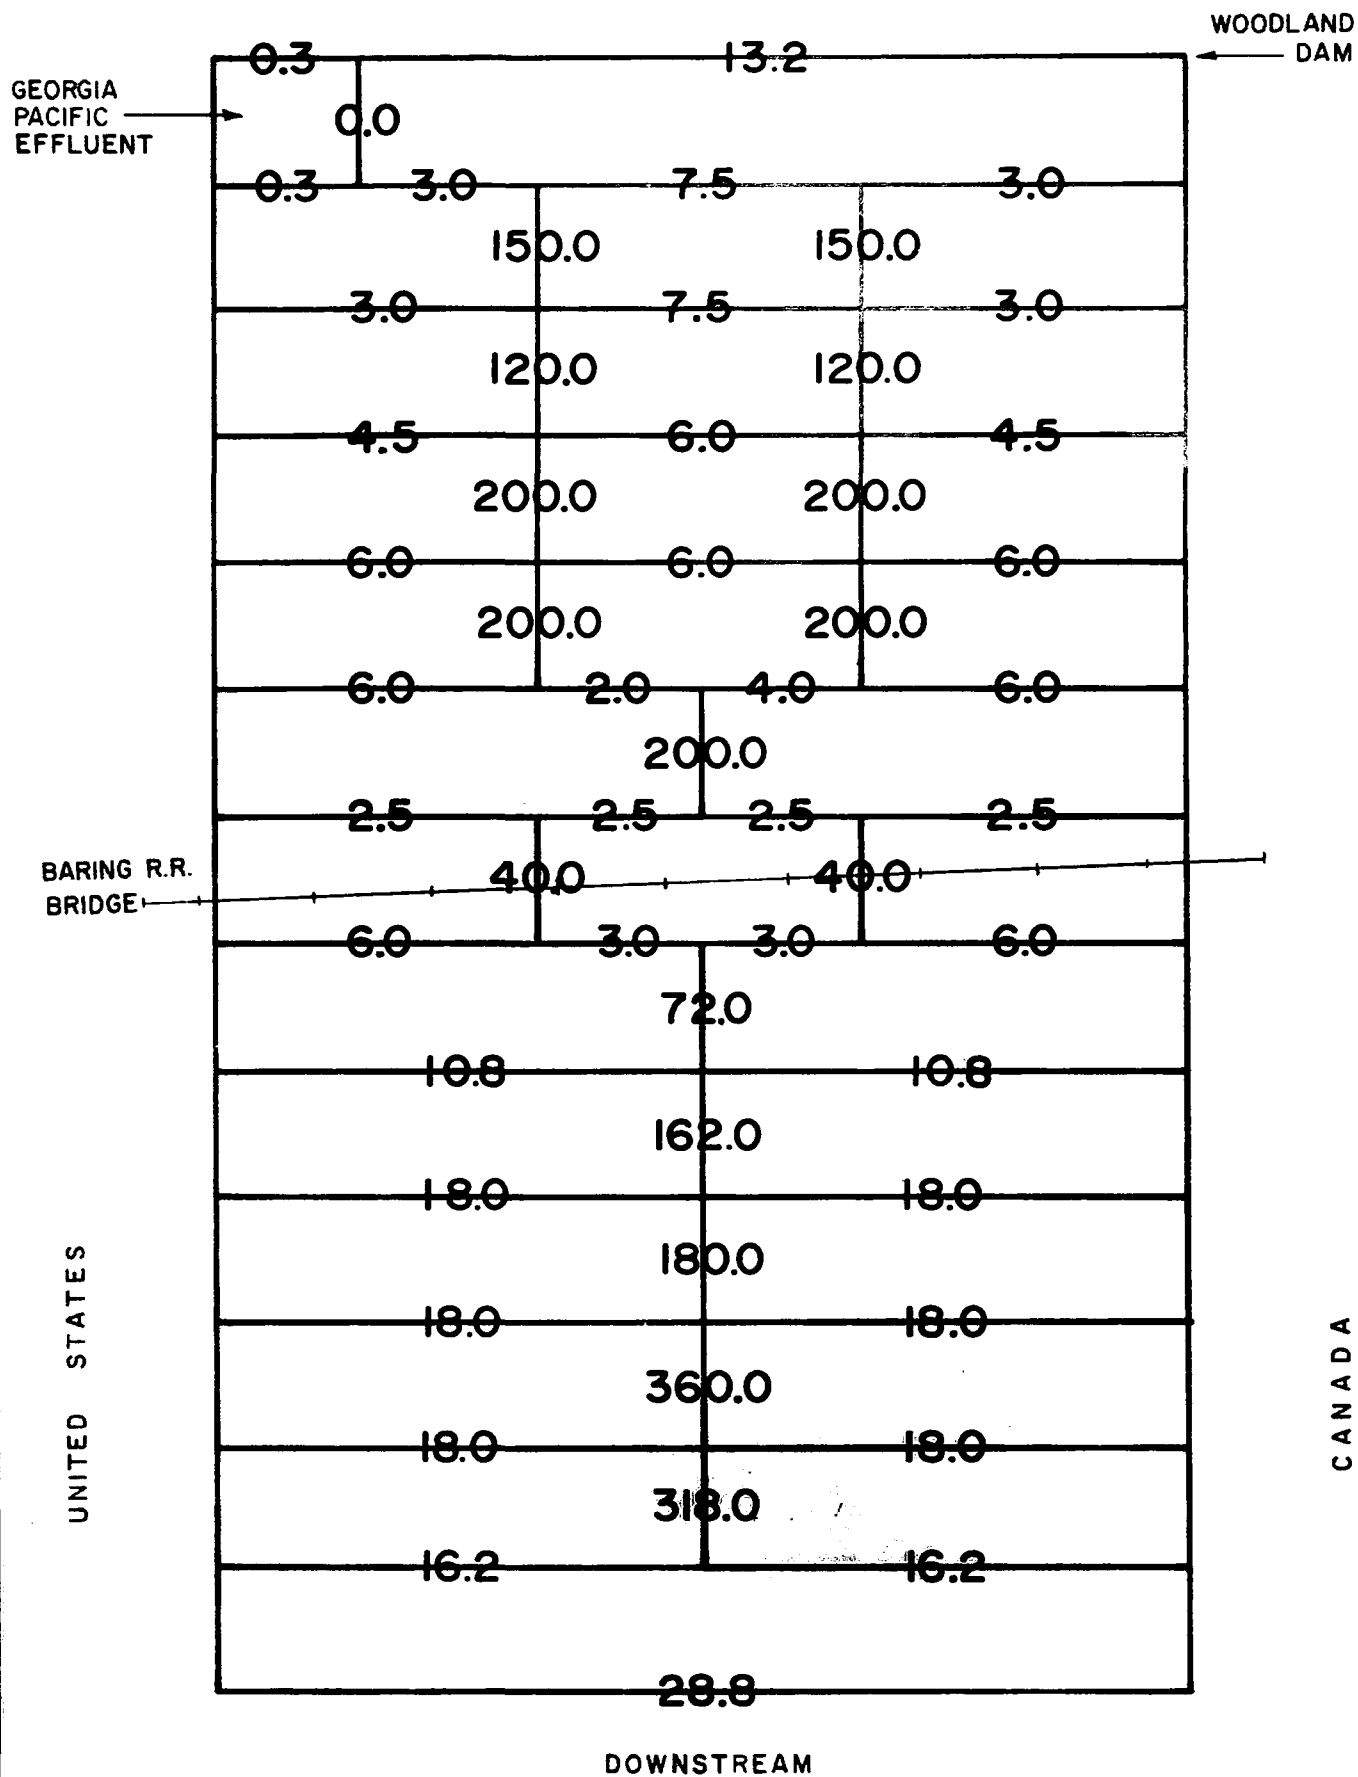 WOODLAND
DAM
0.3 13.2
GEORGIA
PACIFIC
EFFLUENT
0.0
0.3 3.0 7.5 3.0
150.0 150.0
3.0 7.5 3.0
120.0 120.0
4.5 6.0 4.5
200.0 200.0
6.0 6.0 6.0
200.0 200.0
6.0 2.0 4.0 6.0
200.0
2.5 2.5 2.5 2.5
BARING R.R.
BRIDGE
40.0 40.0
6.0 3.0 3.0 6.0
72.0
10.8 10.8
162.0
18.0 18.0
180.0
18.0 18.0
360.0
18.0 18.0
318.0
16.2 16.2
28.8
UNITED STATES
CANADA
DOWNSTREAM